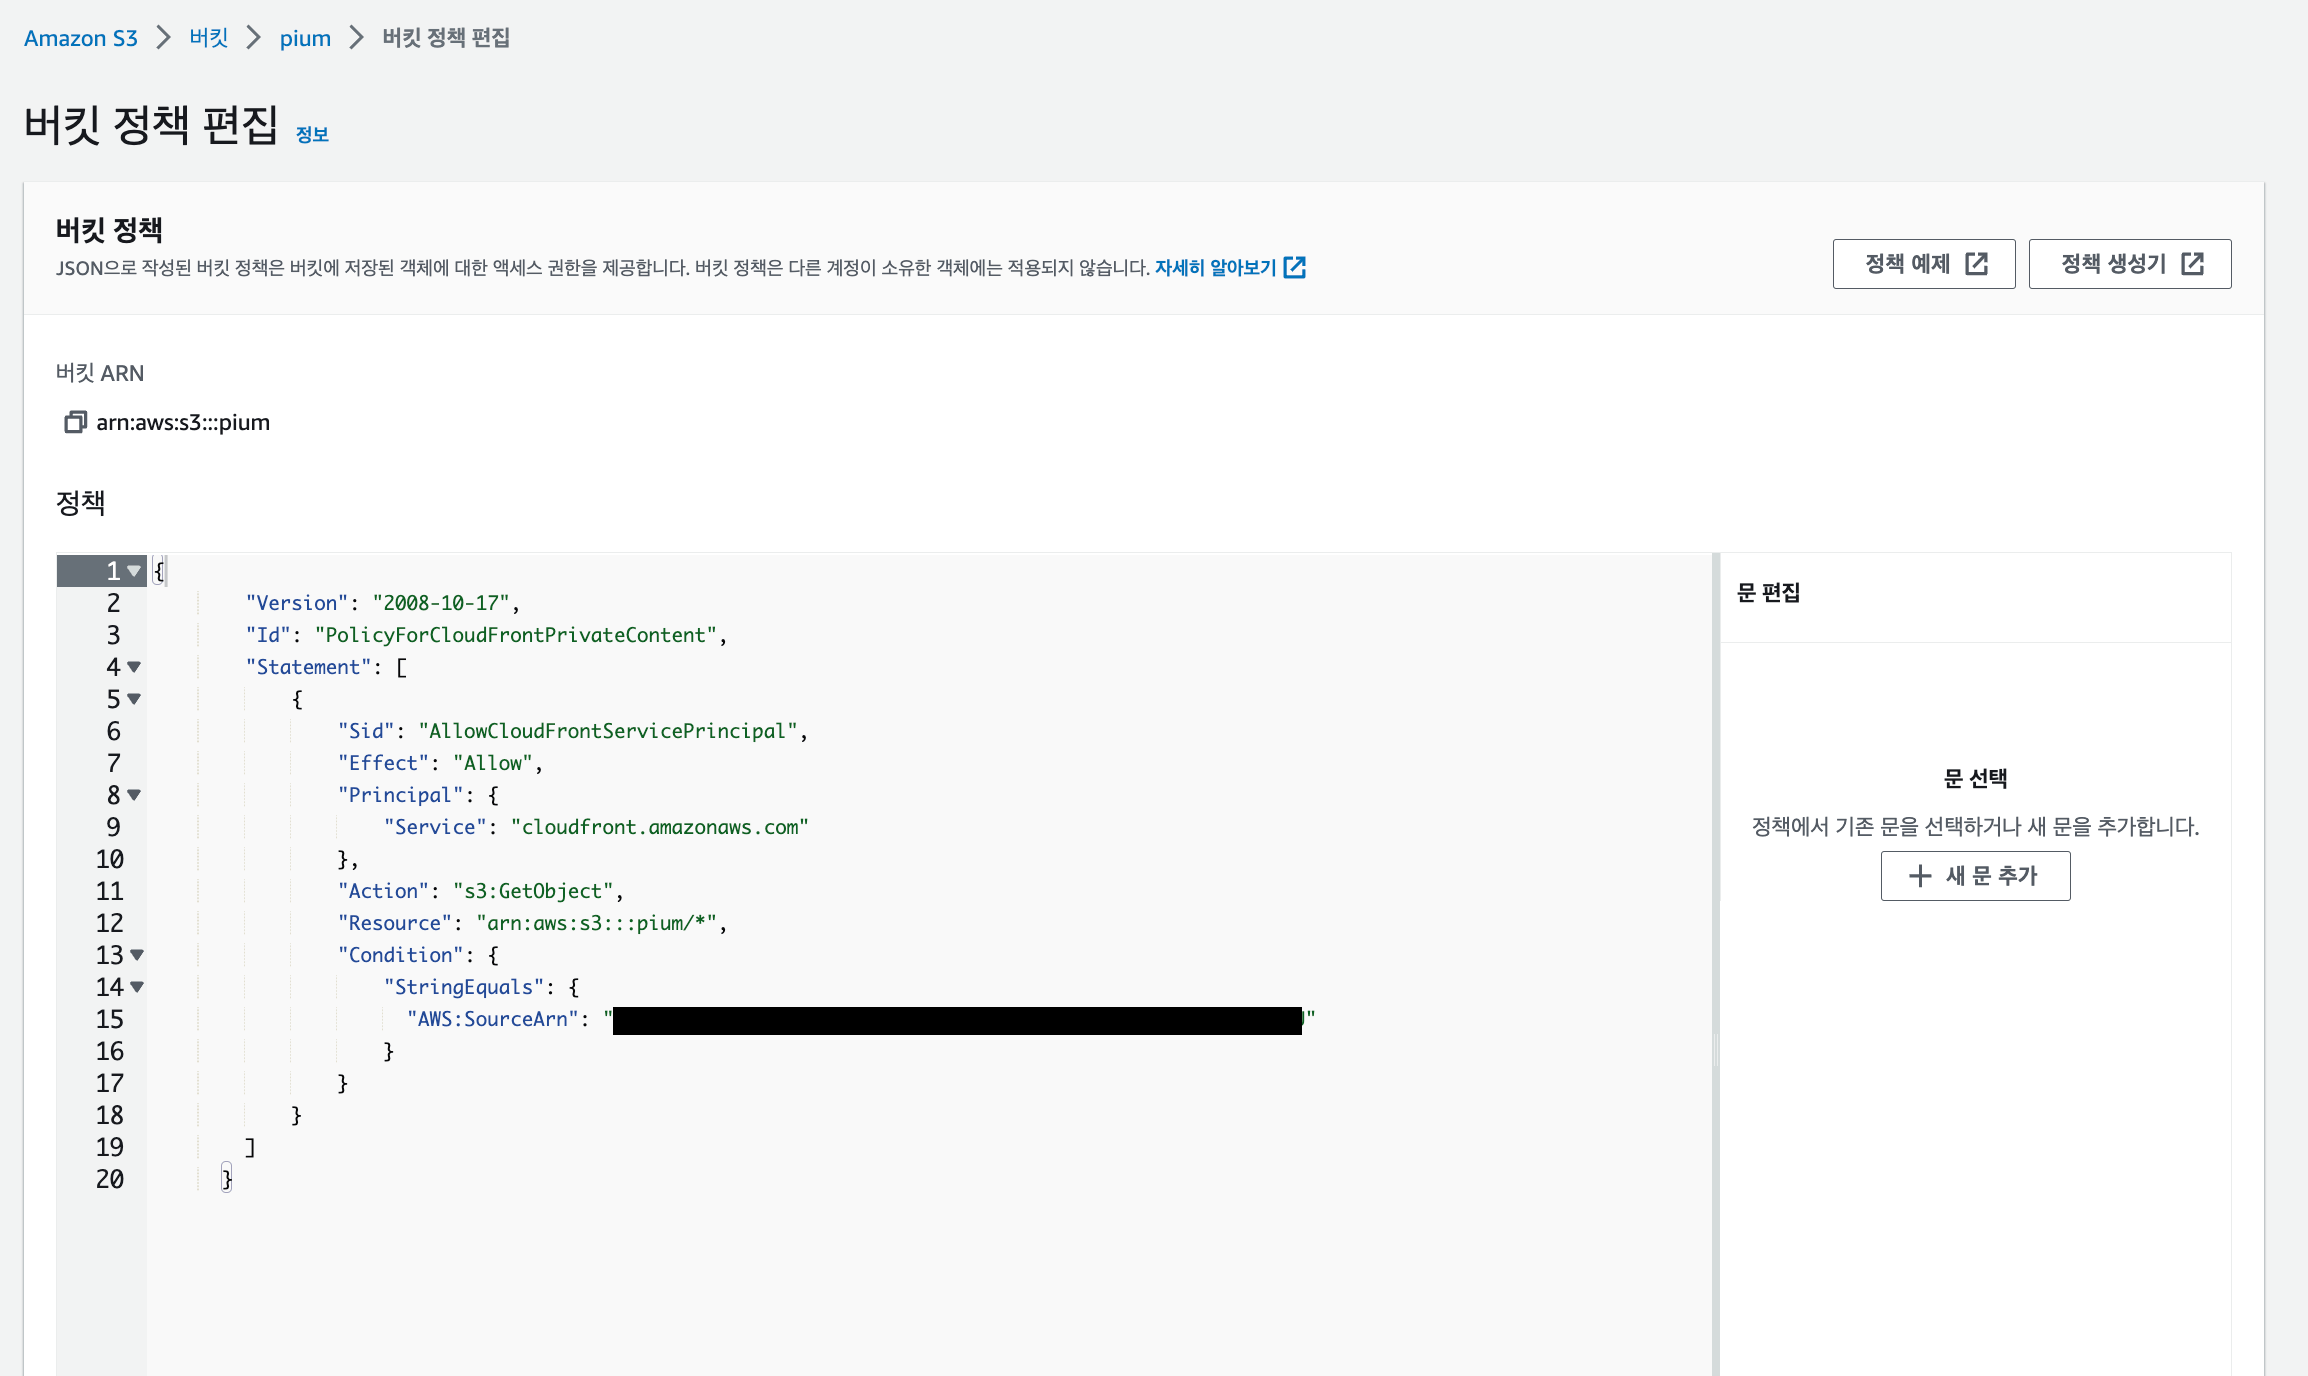 Amazon S3 > 버킷 > pium > 버킷 정책 편집
버킷 정책 편집 정보
버킷 정책
JSON으로 작성된 버킷 정책은 버킷에 저장된 객체에 대한 액세스 권한을 제공합니다. 버킷 정책은 다른 계정이 소유한 객체에는 적용되지 않습니다. 자세히 알아보기
정책 예제
정책 생성기
버킷 ARN
arn:aws:s3:::pium
정책
1 {
2 "Version": "2008-10-17",
3 "Id": "PolicyForCloudFrontPrivateContent",
4 "Statement": [
5 {
6 "Sid": "AllowCloudFrontServicePrincipal",
7 "Effect": "Allow",
8 "Principal": {
9 "Service": "cloudfront.amazonaws.com"
10 },
11 "Action": "s3:GetObject",
12 "Resource": "arn:aws:s3:::pium/*",
13 "Condition": {
14 "StringEquals": {
15 "AWS:SourceArn": ""
16 }
17 }
18 }
19 ]
20 }
문 편집
문 선택
정책에서 기존 문을 선택하거나 새 문을 추가합니다.
+ 새 문 추가